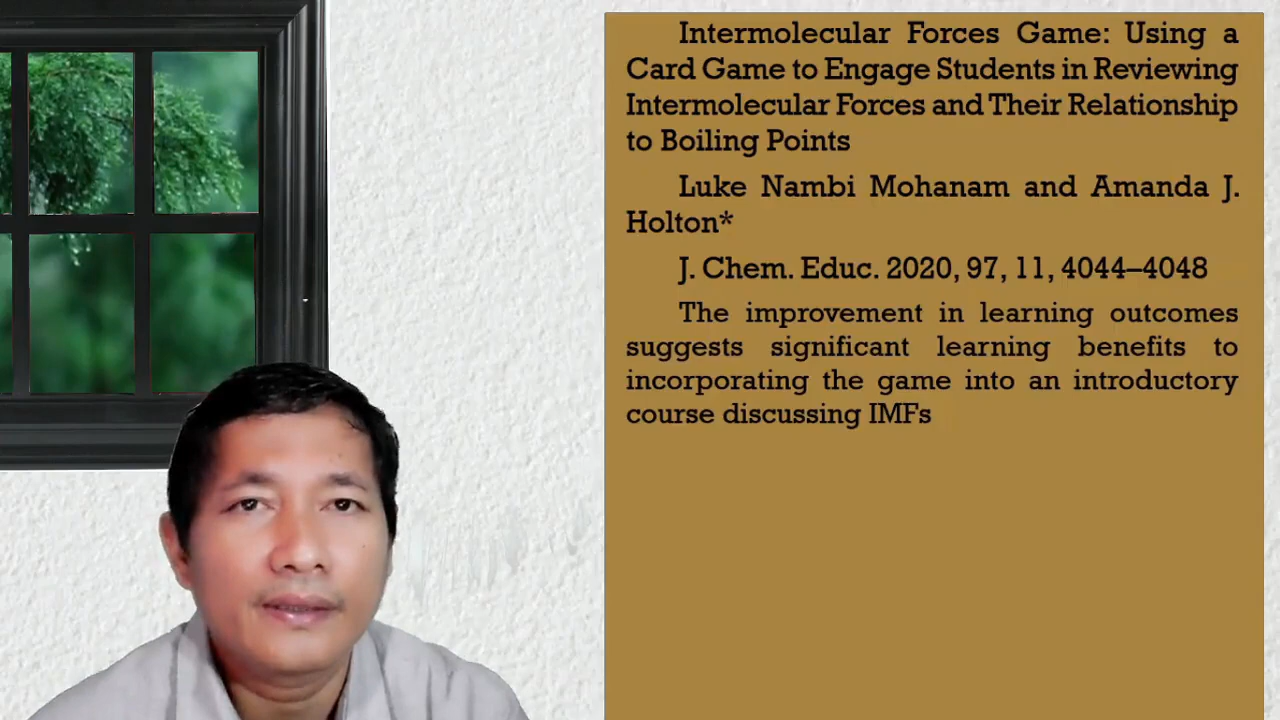 Intermolecular Forces Game: Using a
Card Game to Engage Students in Reviewing
Intermolecular Forces and Their Relationship
to Boiling Points
Luke Nambi Mohanam and Amanda J.
Holton*
J. Chem. Educ. 2020, 97, 11, 4044–4048
The improvement in learning outcomes
suggests significant learning benefits to
incorporating the game into an introductory
course discussing IMFs